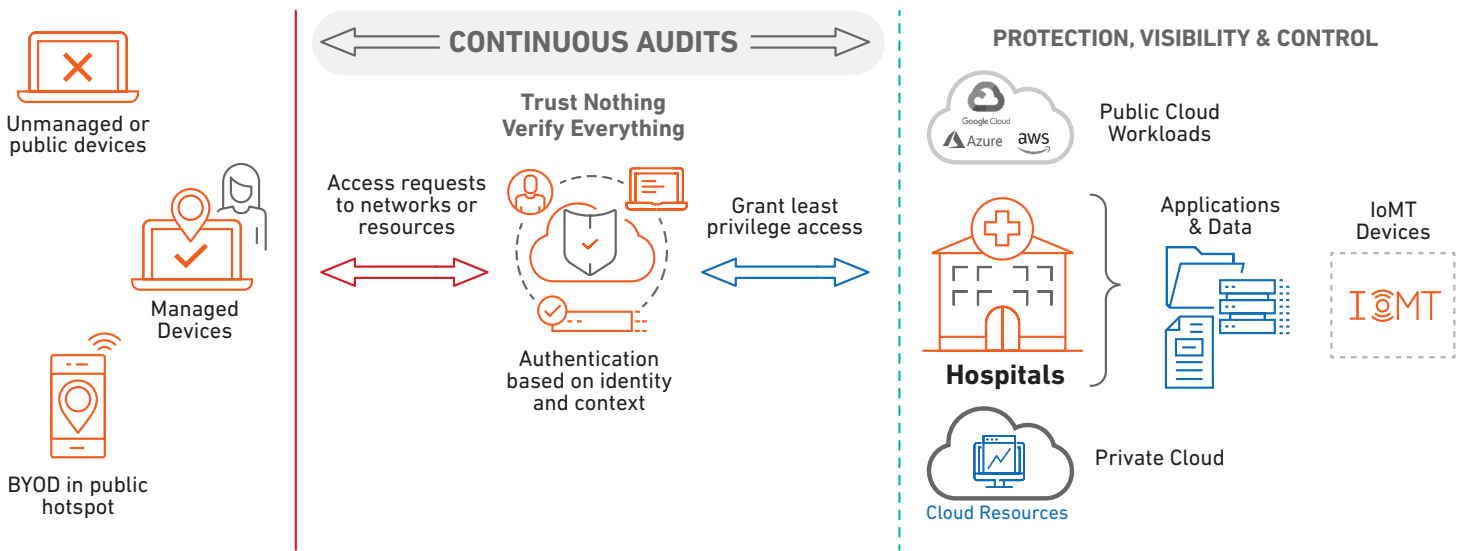 Unmanaged or
public devices
Managed
Devices
BYOD in public
hotspot
CONTINUOUS AUDITS
Trust Nothing
Verify Everything
Access requests
to networks or
resources
Grant least
privilege access
Authentication
based on identity
and context
PROTECTION, VISIBILITY & CONTROL
Google Cloud
Azure
aws
Public Cloud
Workloads
Hospitals
Applications
& Data
IoMT
Devices
IoMT
Private Cloud
Cloud Resources